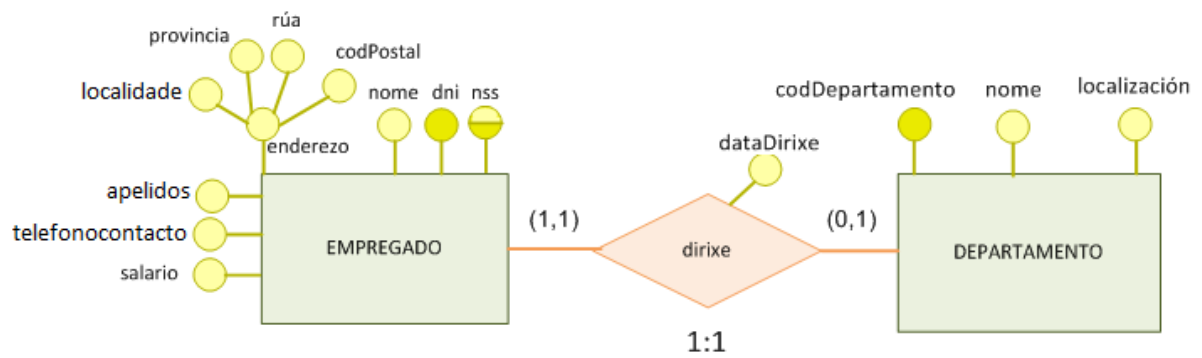 rúa
provincia
codPostal
localidade
nome
dni
nss
enderezo
apelidos
telefonocontacto
salario
EMPREGADO
(1,1)
dataDirixe
dirixe
1:1
(0,1)
codDepartamento
nome
localización
DEPARTAMENTO